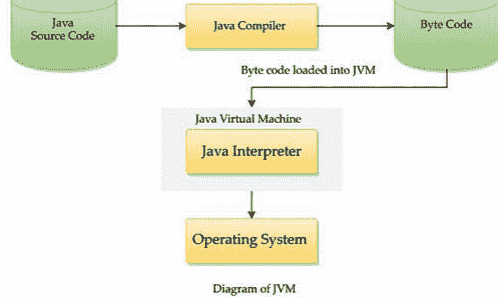 Java
Source Code
Java Compiler
Byte Code
Byte code loaded into JVM
Java Virtual Machine
Java Interpreter
Operating System
Diagram of JVM